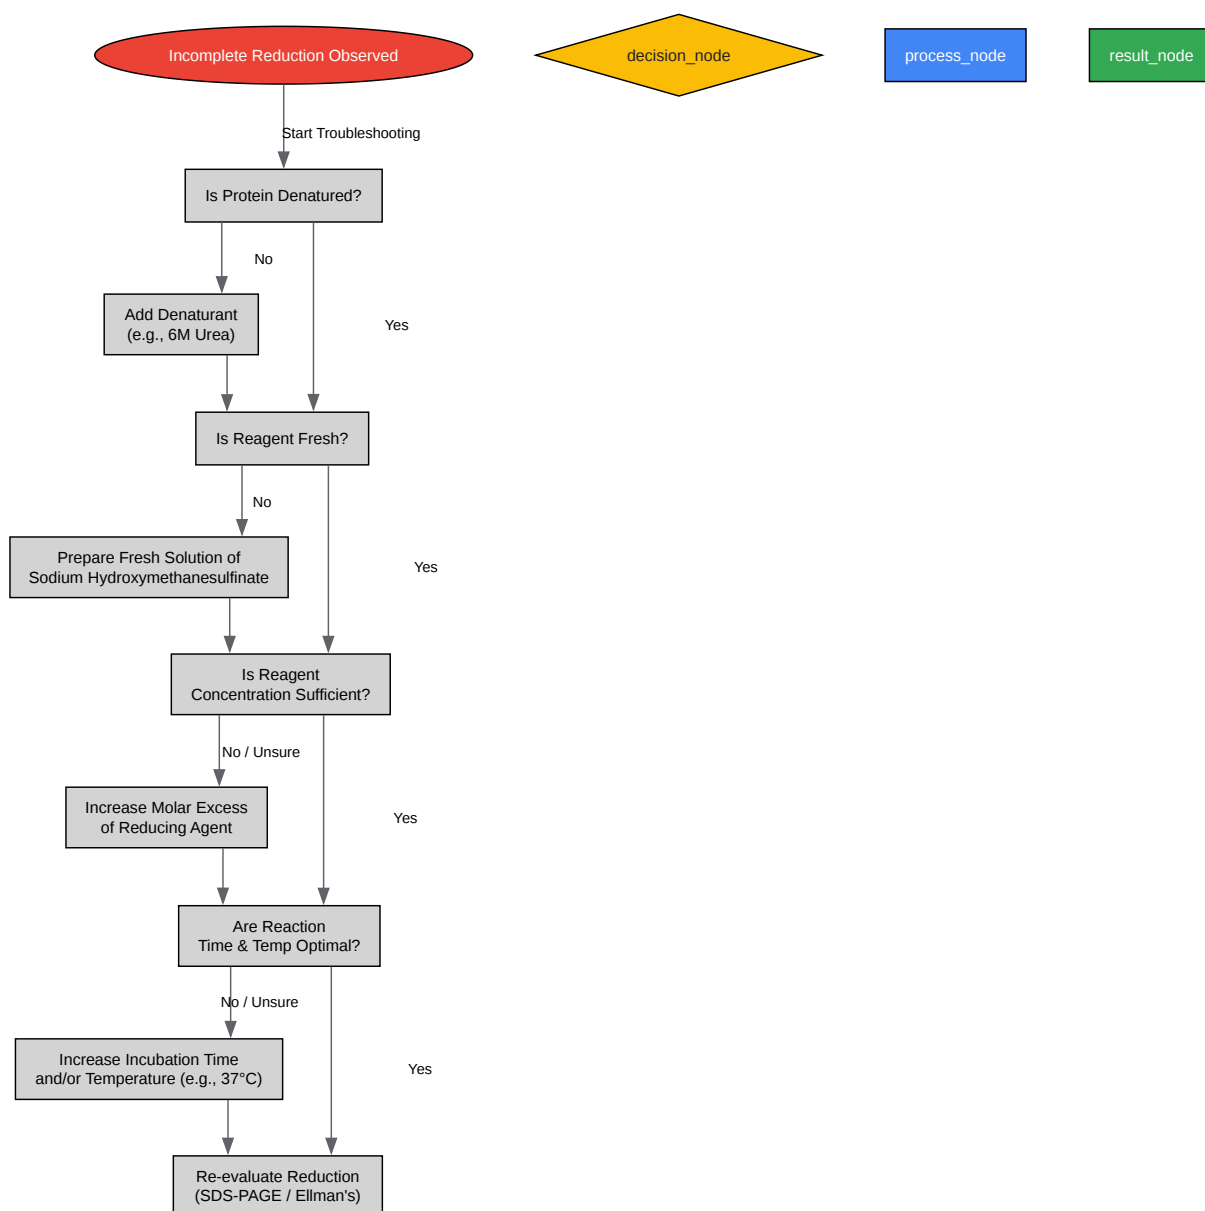 Incomplete Reduction Observed
decision_node
process_node
result_node
Start Troubleshooting
Is Protein Denatured?
No
Add Denaturant
(e.g., 6M Urea)
Yes
Is Reagent Fresh?
No
Prepare Fresh Solution of
Sodium Hydroxymethanesulfinate
Yes
Is Reagent
Concentration Sufficient?
No / Unsure
Increase Molar Excess
of Reducing Agent
Yes
Are Reaction
Time & Temp Optimal?
No / Unsure
Increase Incubation Time
and/or Temperature (e.g., 37°C)
Yes
Re-evaluate Reduction
(SDS-PAGE / Ellman's)